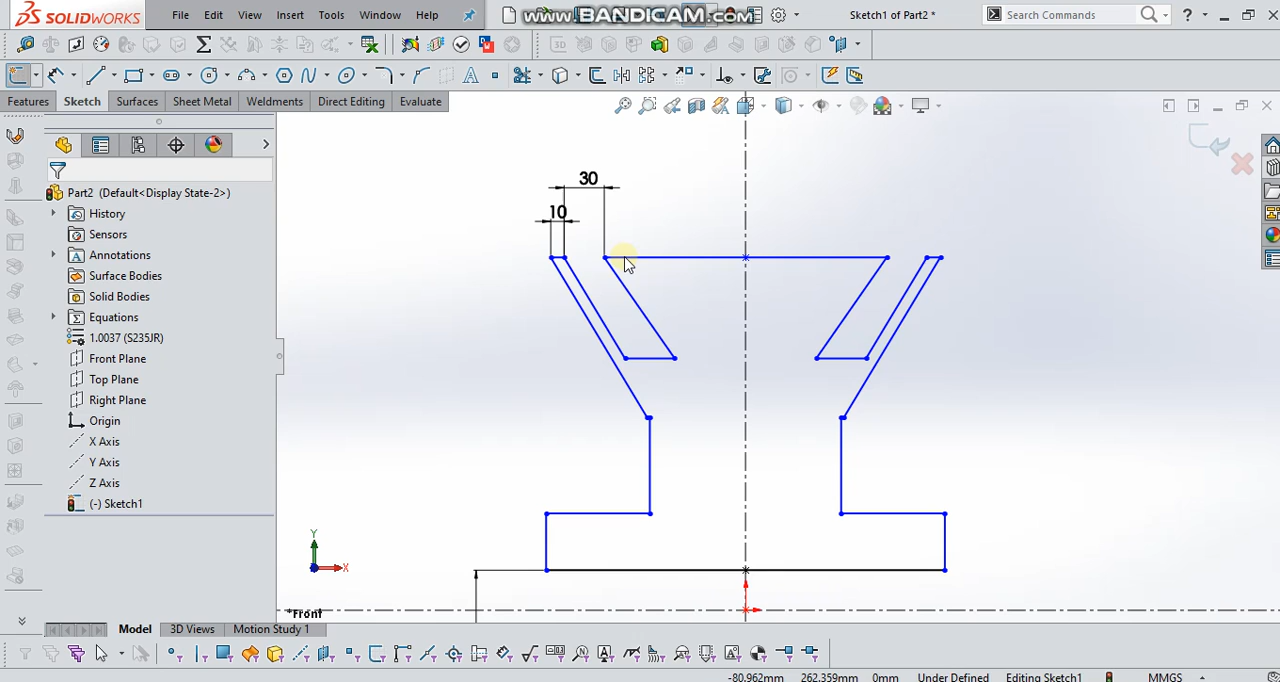 SOLIDWORKS
File Edit View Insert Tools Window Help
www.BANDICAM.com
Sketch1 of Part2 *
Search Commands
?
Features Sketch Surfaces Sheet Metal Weldments Direct Editing Evaluate
Part2 (Default<Display State-2>)
History
Sensors
Annotations
Surface Bodies
Solid Bodies
Equations
1.0037 (S235JR)
Front Plane
Top Plane
Right Plane
Origin
X Axis
Y Axis
Z Axis
(-) Sketch1
30
10
Y
X
*Front
Model 3D Views Motion Study 1
-80.962mm 262.359mm 0mm Under Defined Editing Sketch1 MMGS